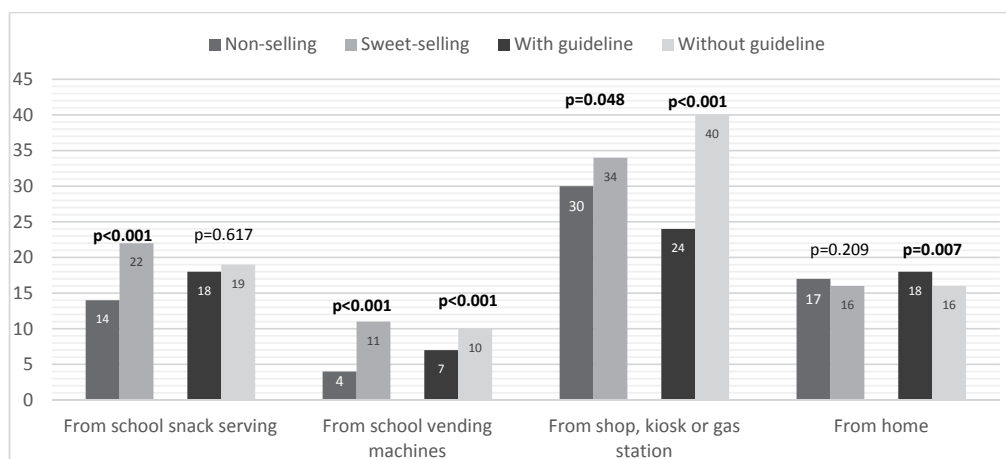 Non-selling Sweet-selling With guideline Without guideline
45
40
35
30
25
20
15
10
5
0
p<0.001
p=0.617
p<0.001
p<0.001
p=0.048
p<0.001
p=0.209
p=0.007
14
22
18
19
4
11
7
10
30
34
24
40
17
16
18
16
From school snack serving
From school vending
machines
From shop, kiosk or gas
station
From home